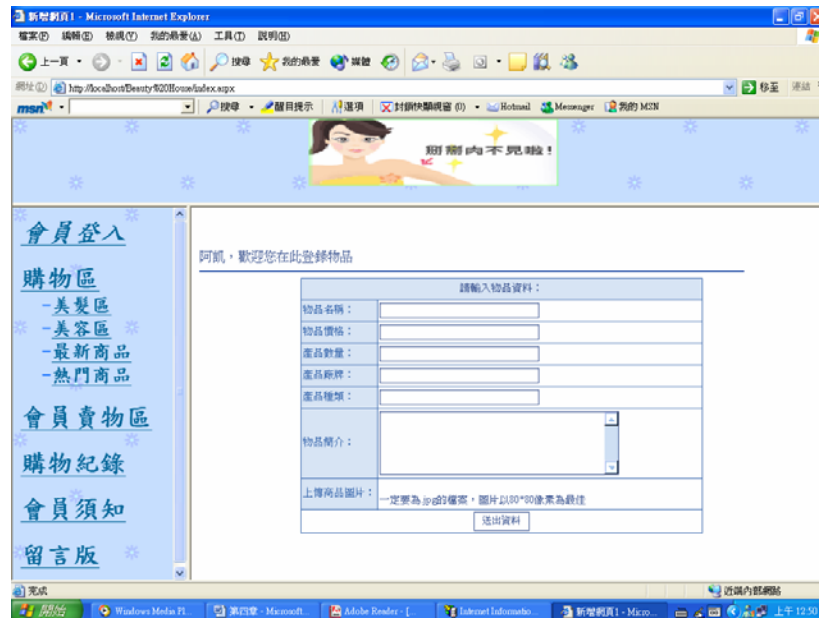 新增網頁1 - Microsoft Internet Explorer
檔案(F) 編輯(E) 檢視(V) 我的最愛(A) 工具(T) 說明(H)
上一頁 搜尋 我的最愛 媒體
網址(D) http://localhost/Beauty%20House/index.aspx 移至 連結
msn 搜尋 醒目提示 選項 封鎖快顯視窗 (0) Hotmail Messenger 我的 MSN
掰掰肉不見啦!
會員登入
購物區
-美髮區
-美容區
-最新商品
-熱門商品
會員賣物區
購物紀錄
會員須知
留言版
阿凱,歡迎您在此登錄物品
請輸入物品資料:
物品名稱:
物品價格:
產品數量:
產品廠牌:
產品種類:
物品簡介:
上傳商品圖片: 一定要為.jpg的檔案,圖片以80*80像素為最佳
送出資料
完成 近端內部網路
開始 Windows Media Pl... 第四章 - Microsoft... Adobe Reader - [... Internet Informatio... 新增網頁1 - Micro... 上午 12:50